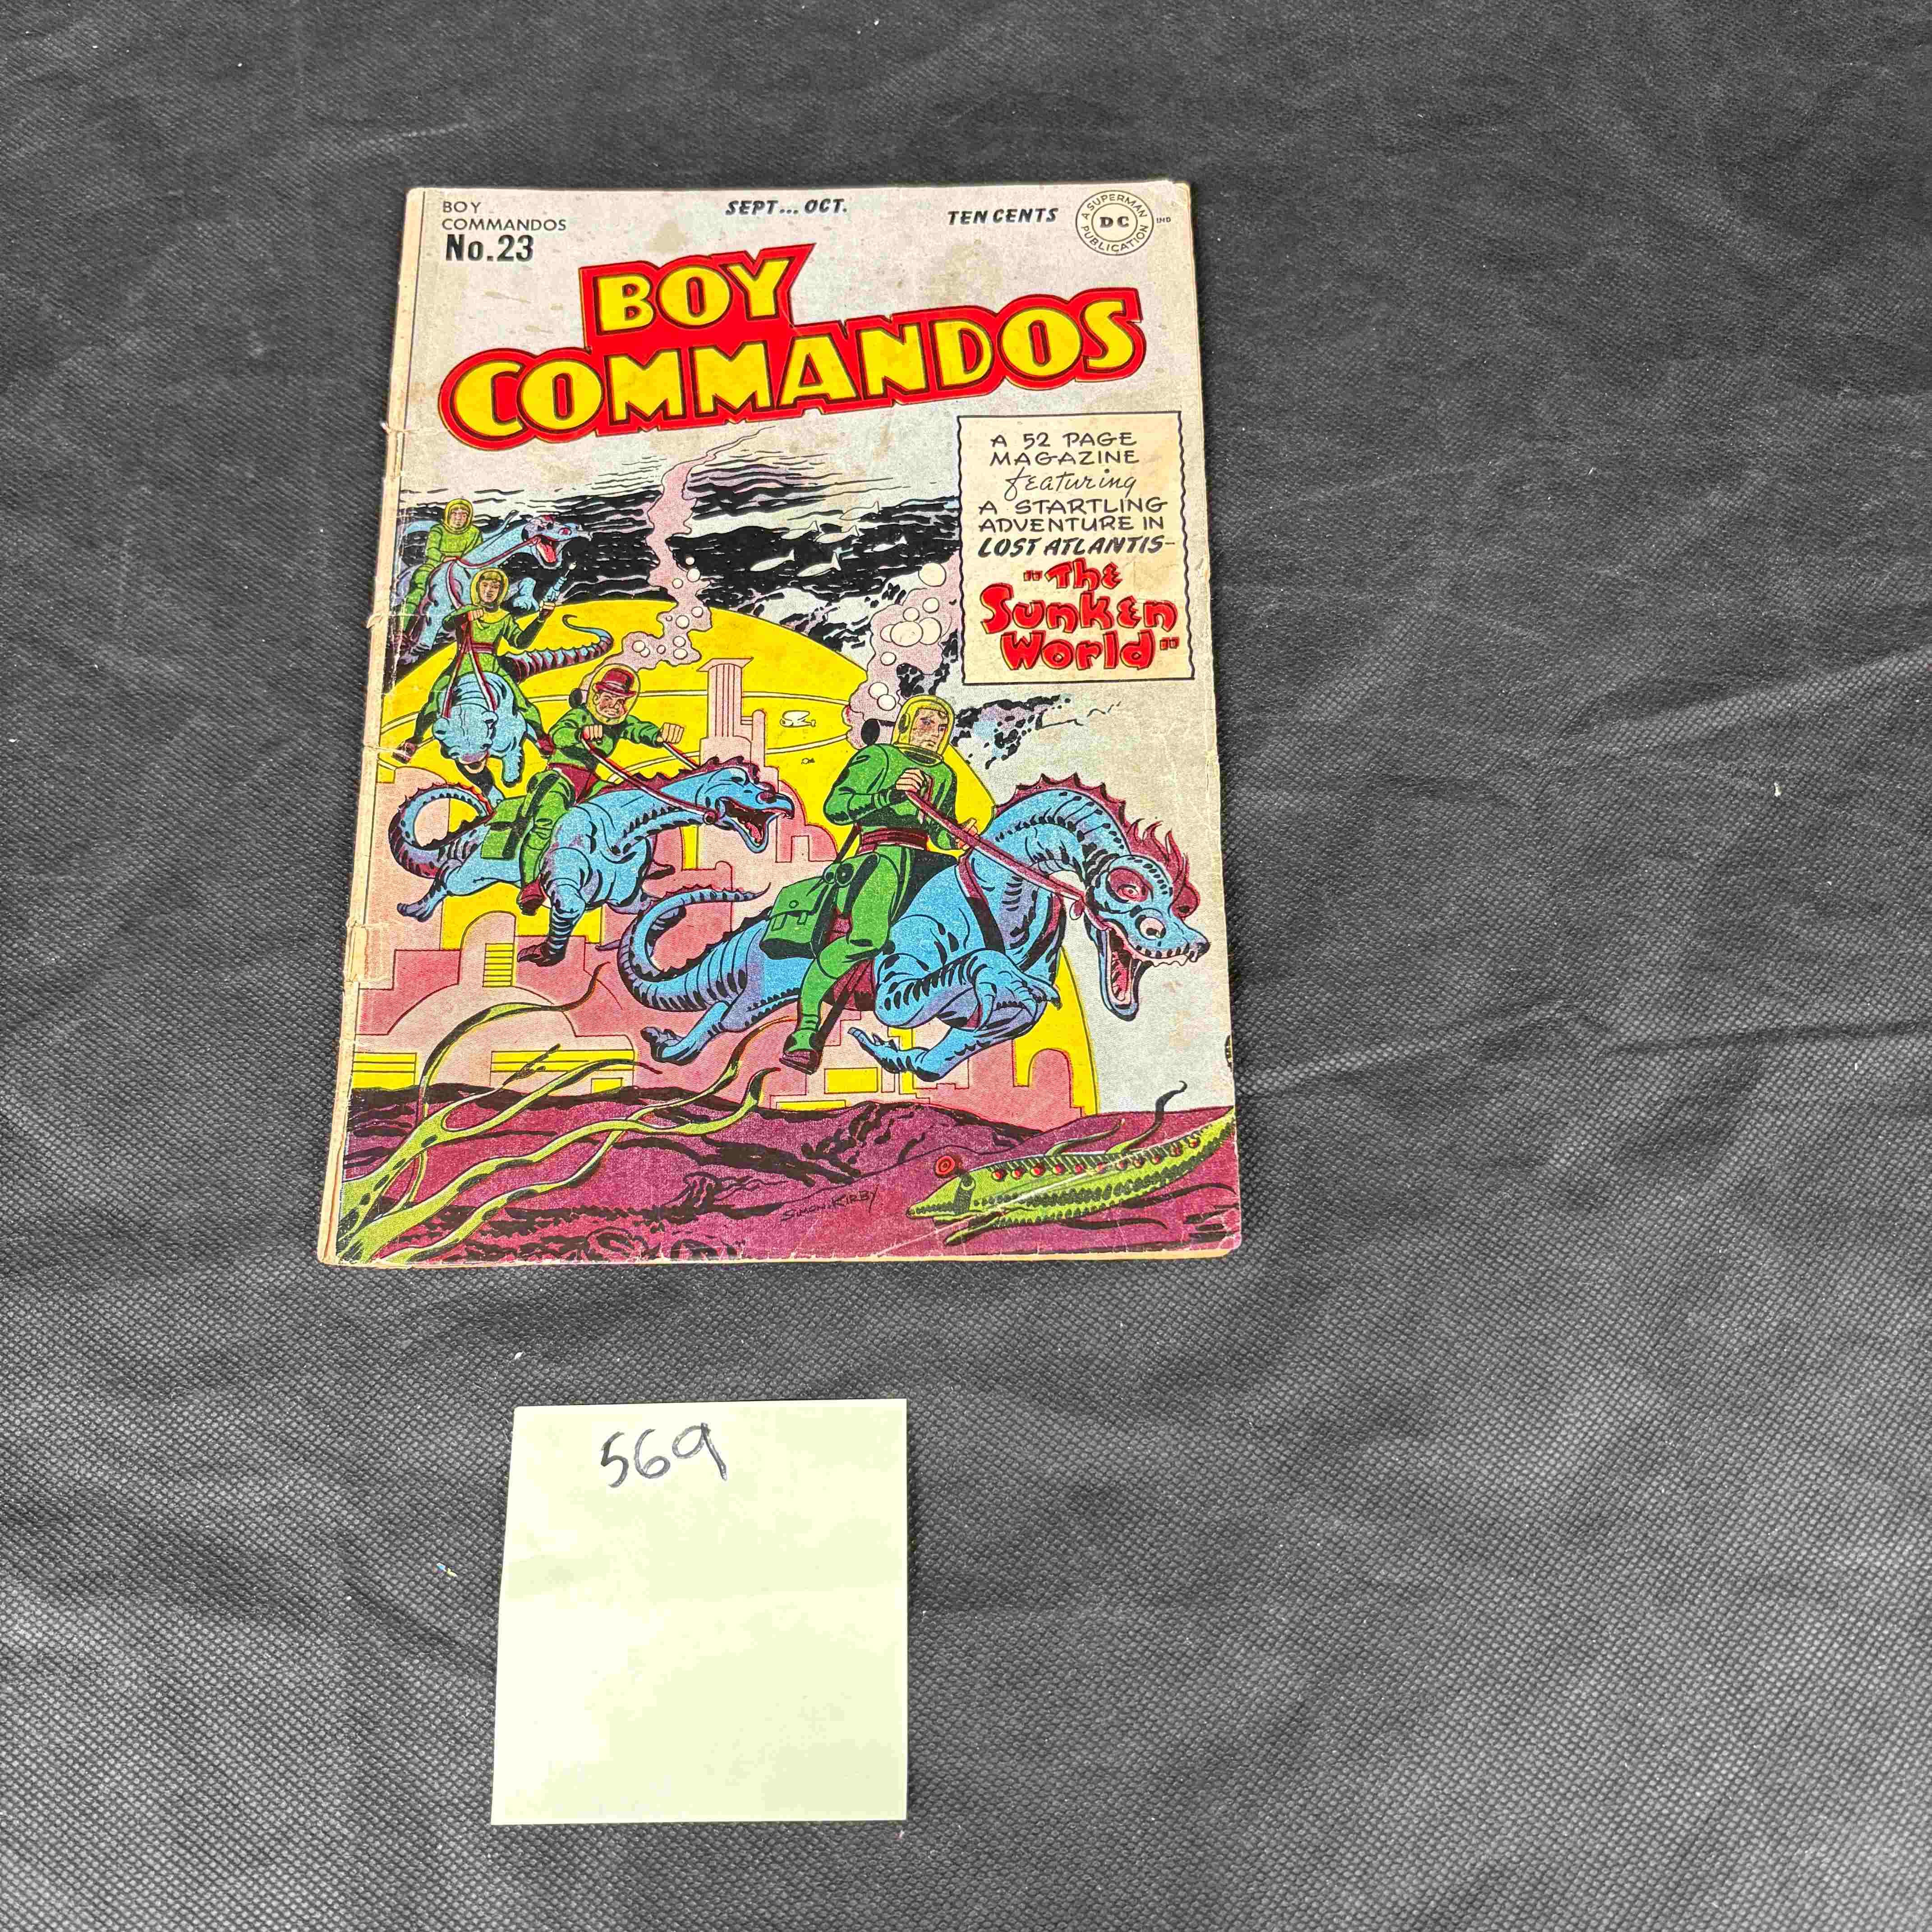 BOY
COMMANDOS
No.23
SEPT... OCT.
TEN CENTS
A SUPERMAN
DC
PUBLICATION
IND
BOY
COMMANDOS
A 52 PAGE
MAGAZINE
featuring
A STARTLING
ADVENTURE IN
LOST ATLANTIS-
"The
Sunken
World"
SIMON & KIRBY
569